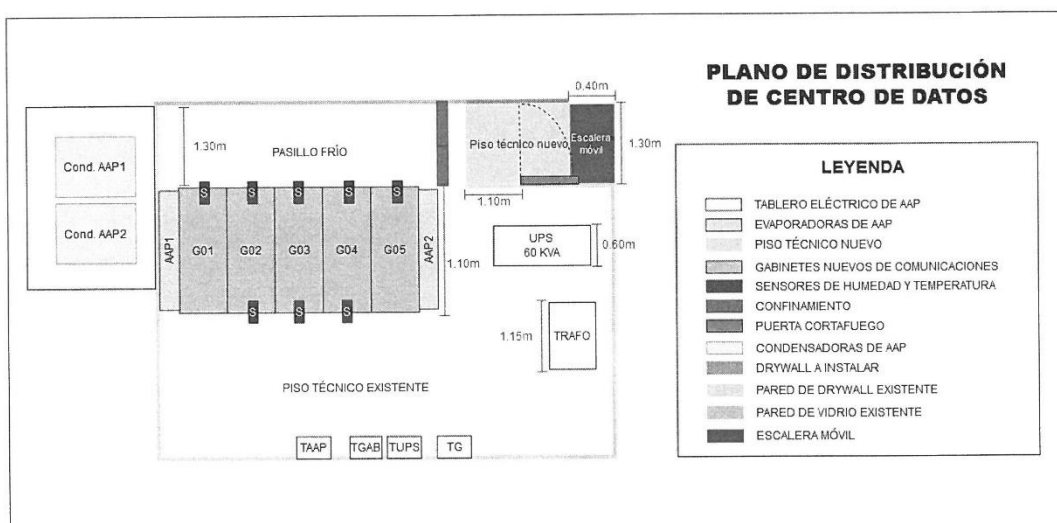 PLANO DE DISTRIBUCIÓN
DE CENTRO DE DATOS
0.40m
1.30m
PASILLO FRÍO
Piso técnico nuevo
Escalera
móvil
1.30m
1.10m
Cond. AAP1
Cond. AAP2
AAP1
S
S
S
S
S
G01
G02
G03
G04
G05
AAP2
S
S
S
1.10m
UPS
60 KVA
0.60m
1.15m
TRAFO
PISO TÉCNICO EXISTENTE
TAAP
TGAB
TUPS
TG
LEYENDA
TABLERO ELÉCTRICO DE AAP
EVAPORADORAS DE AAP
PISO TÉCNICO NUEVO
GABINETES NUEVOS DE COMUNICACIONES
SENSORES DE HUMEDAD Y TEMPERATURA
CONFINAMIENTO
PUERTA CORTAFUEGO
CONDENSADORAS DE AAP
DRYWALL A INSTALAR
PARED DE DRYWALL EXISTENTE
PARED DE VIDRIO EXISTENTE
ESCALERA MÓVIL